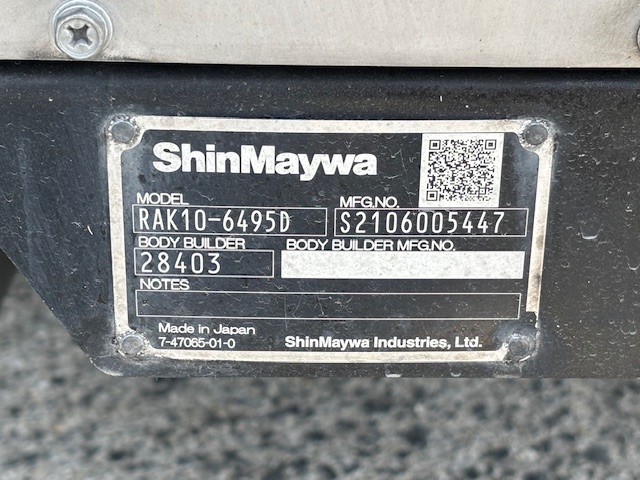 ShinMaywa
MODEL MFG.NO.
RAK10-6495D S2106005447
BODY BUILDER BODY BUILDER MFG.NO.
28403
NOTES
Made in Japan
7-47065-01-0 ShinMaywa Industries, Ltd.